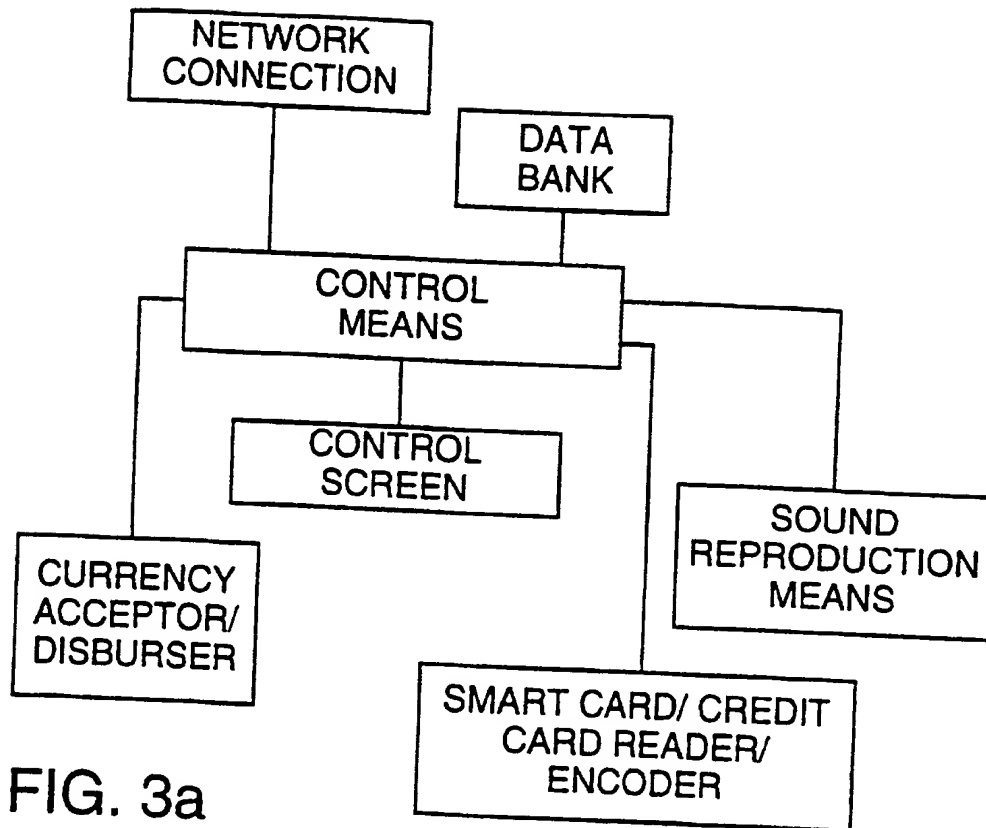 NETWORK
CONNECTION
DATA
BANK
CONTROL
MEANS
CONTROL
SCREEN
SOUND
REPRODUCTION
MEANS
CURRENCY
ACCEPTOR/
DISBURSER
SMART CARD/ CREDIT
CARD READER/
ENCODER
FIG. 3a